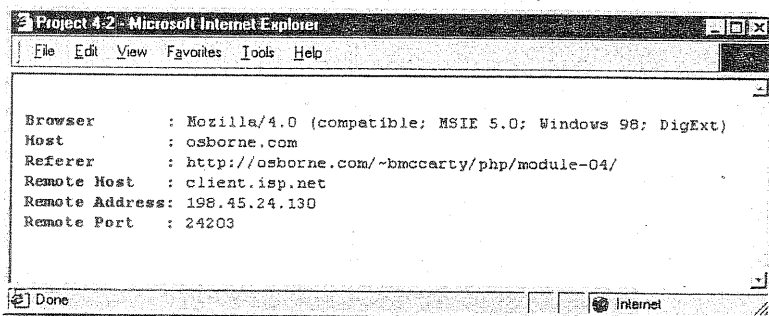 Project 4-2 - Microsoft Internet Explorer
File Edit View Favorites Tools Help
Browser : Mozilla/4.0 (compatible; MSIE 5.0; Windows 98; DigExt)
Host : osborne.com
Referer : http://osborne.com/~bmccarty/php/module-04/
Remote Host : client.isp.net
Remote Address: 198.45.24.130
Remote Port : 24203
Done Internet